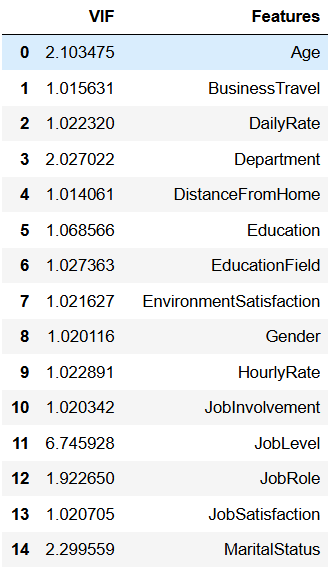 VIF Features
0 2.103475 Age
1 1.015631 BusinessTravel
2 1.022320 DailyRate
3 2.027022 Department
4 1.014061 DistanceFromHome
5 1.068566 Education
6 1.027363 EducationField
7 1.021627 EnvironmentSatisfaction
8 1.020116 Gender
9 1.022891 HourlyRate
10 1.020342 JobInvolvement
11 6.745928 JobLevel
12 1.922650 JobRole
13 1.020705 JobSatisfaction
14 2.299559 MaritalStatus